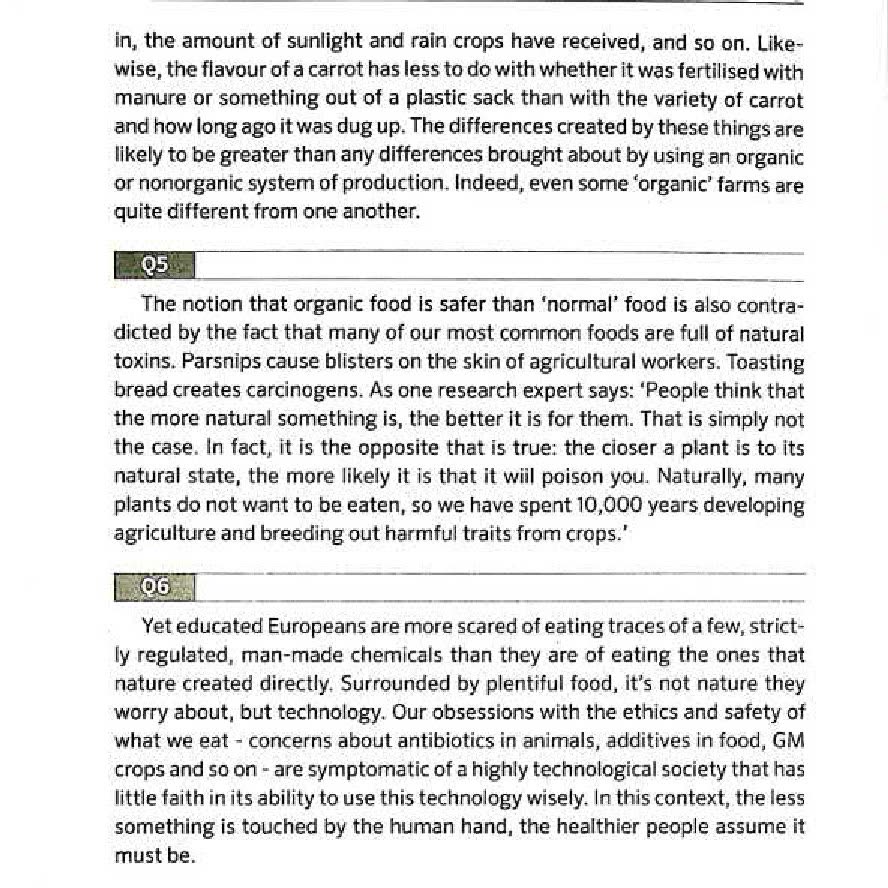 in, the amount of sunlight and rain crops have received, and so on. Like-
wise, the flavour of a carrot has less to do with whether it was fertilised with
manure or something out of a plastic sack than with the variety of carrot
and how long ago it was dug up. The differences created by these things are
likely to be greater than any differences brought about by using an organic
or nonorganic system of production. Indeed, even some ‘organic’ farms are
quite different from one another.
Q5
The notion that organic food is safer than ‘normal’ food is also contra-
dicted by the fact that many of our most common foods are full of natural
toxins. Parsnips cause blisters on the skin of agricultural workers. Toasting
bread creates carcinogens. As one research expert says: ‘People think that
the more natural something is, the better it is for them. That is simply not
the case. In fact, it is the opposite that is true: the closer a plant is to its
natural state, the more likely it is that it wiil poison you. Naturally, many
plants do not want to be eaten, so we have spent 10,000 years developing
agriculture and breeding out harmful traits from crops.’
Q6
Yet educated Europeans are more scared of eating traces of a few, strict-
ly regulated, man-made chemicals than they are of eating the ones that
nature created directly. Surrounded by plentiful food, it’s not nature they
worry about, but technology. Our obsessions with the ethics and safety of
what we eat - concerns about antibiotics in animals, additives in food, GM
crops and so on - are symptomatic of a highly technological society that has
little faith in its ability to use this technology wisely. In this context, the less
something is touched by the human hand, the healthier people assume it
must be.